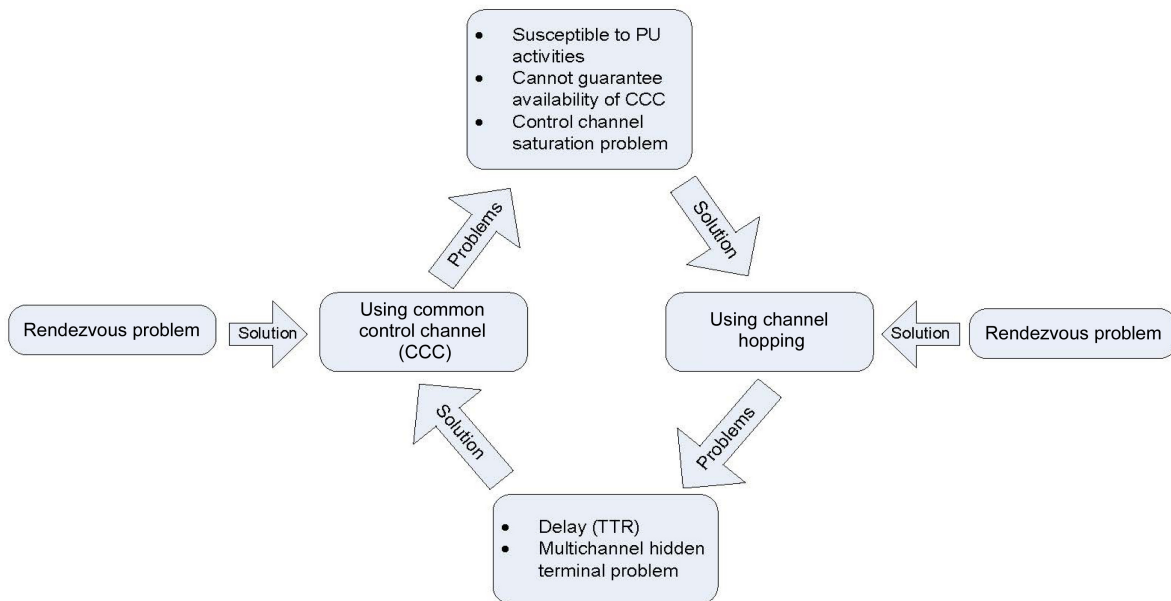 • Susceptible to PU
activities
• Cannot guarantee
availability of CCC
• Control channel
saturation problem
Problems
Solution
Rendezvous problem
Solution
Using common
control channel
(CCC)
Using channel
hopping
Solution
Rendezvous problem
Solution
Problems
• Delay (TTR)
• Multichannel hidden
terminal problem